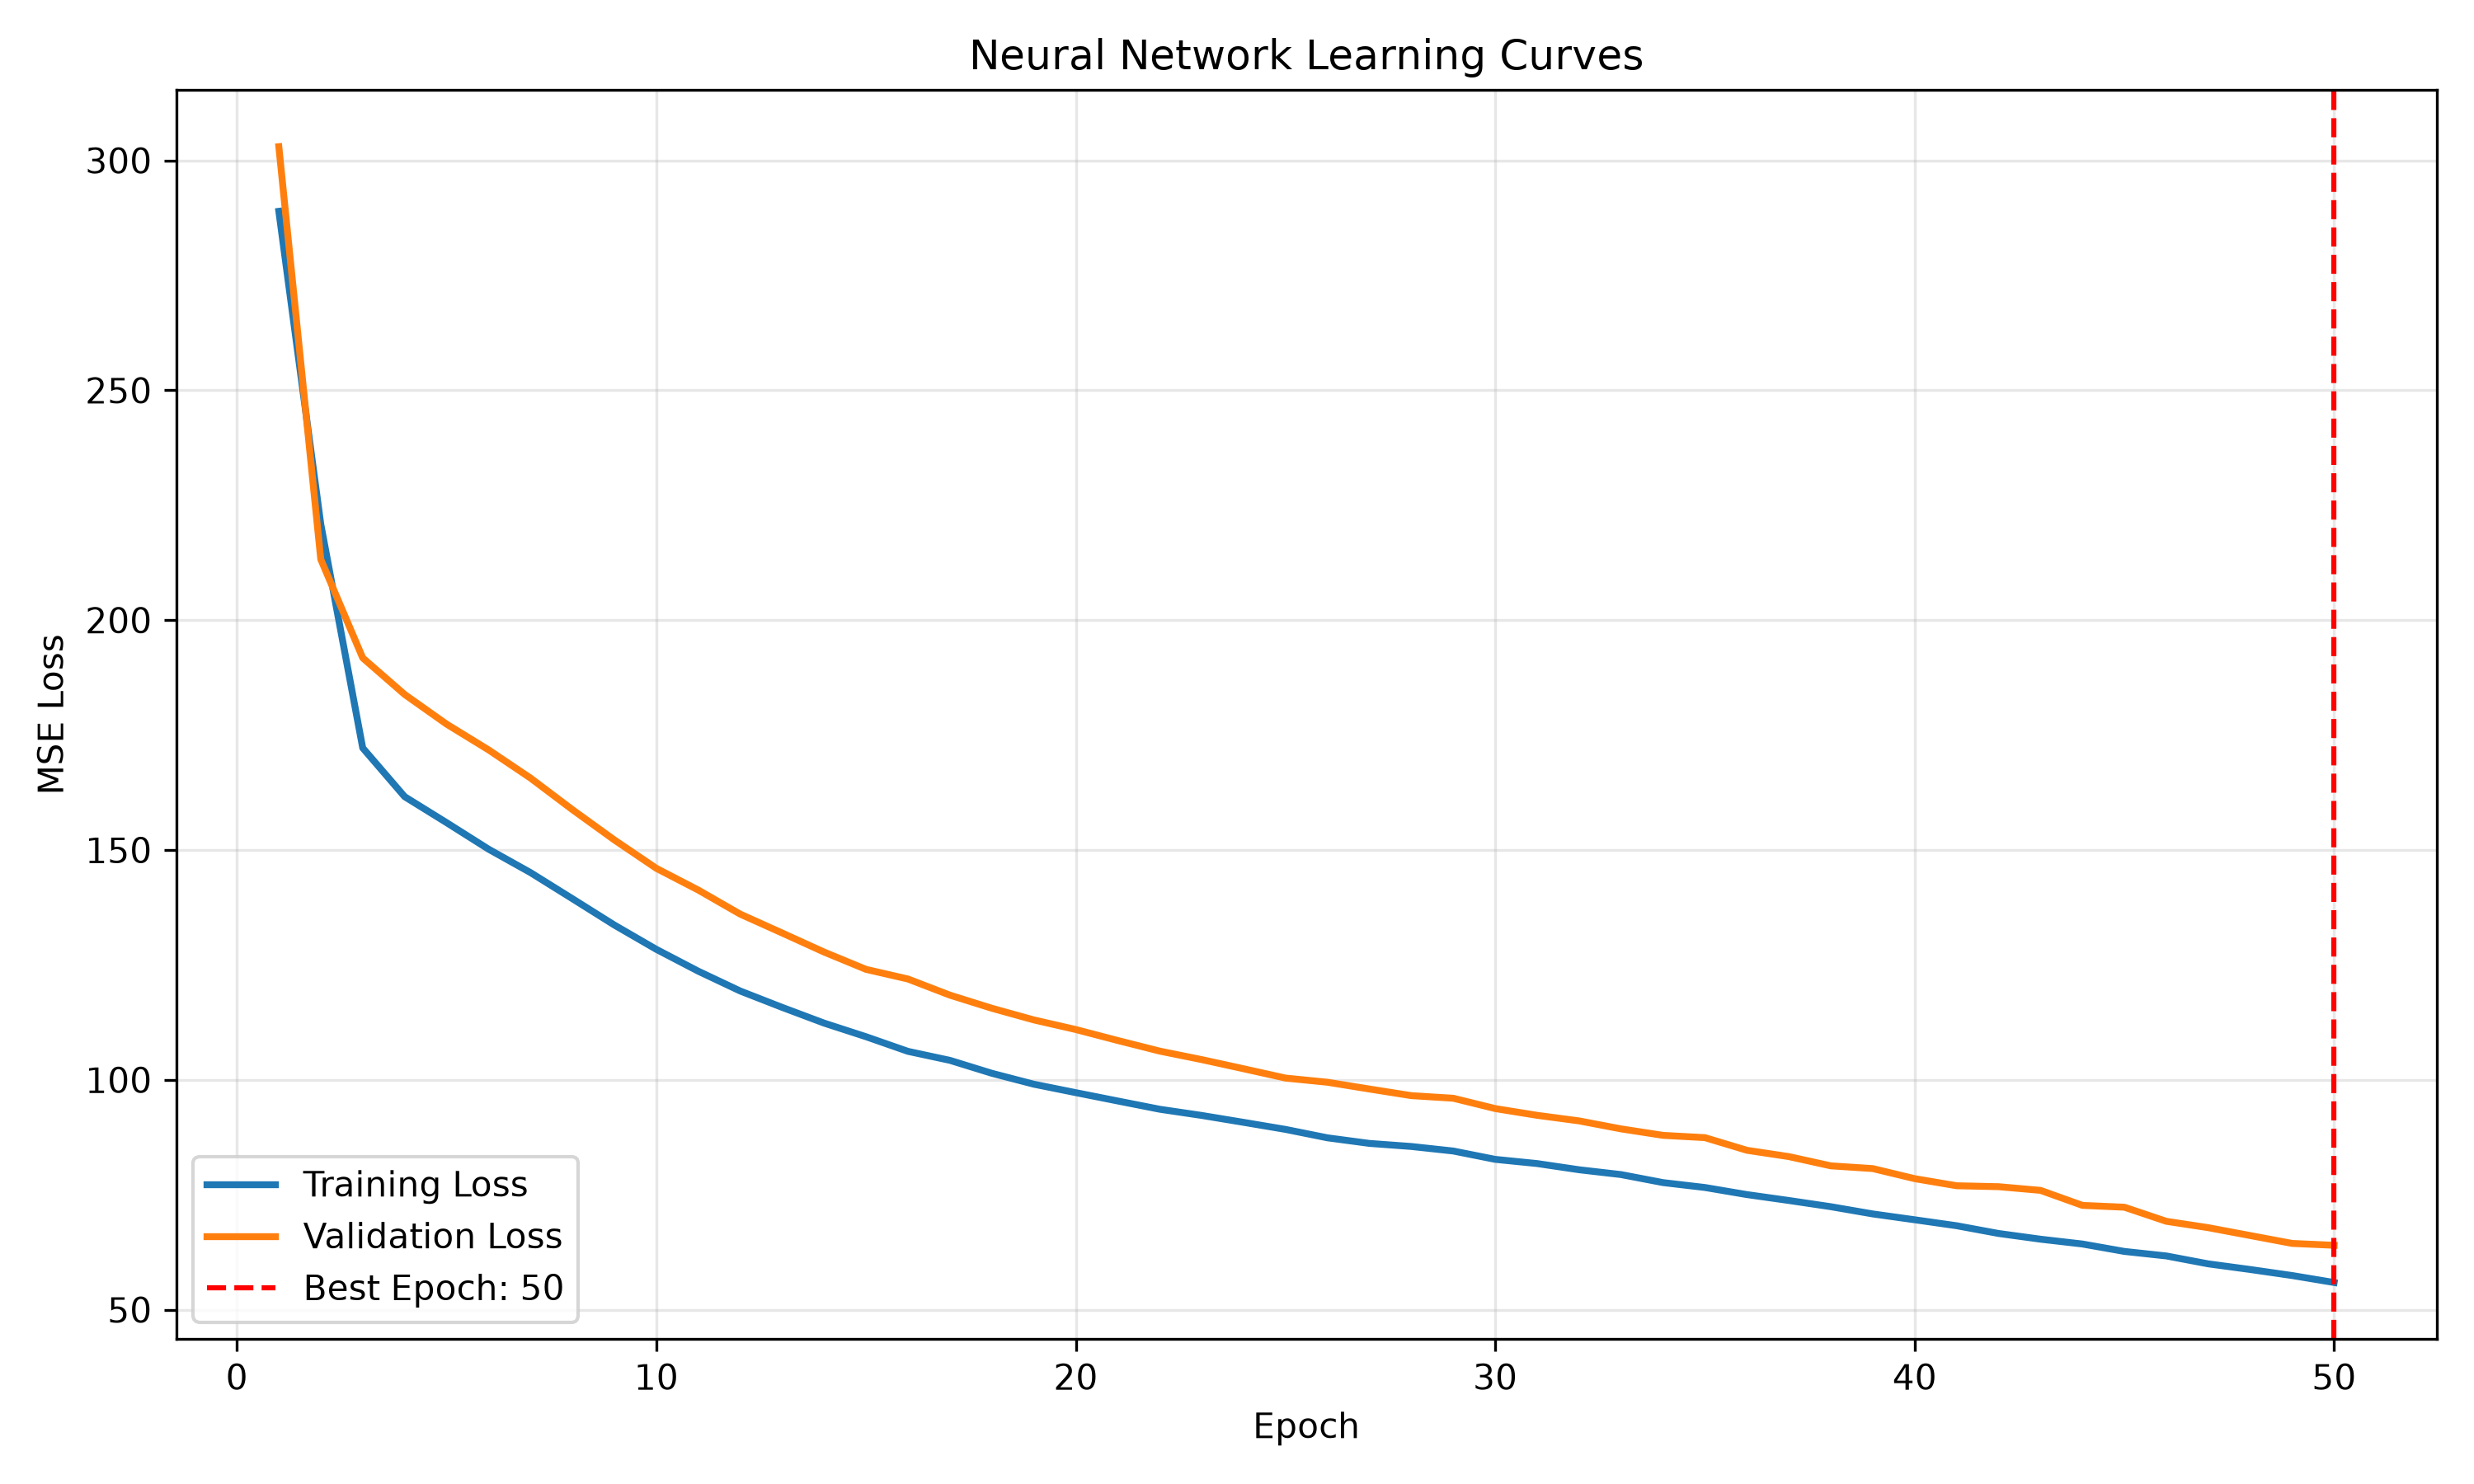 Neural Network Learning Curves
MSE Loss
300
250
200
150
100
50
Training Loss
Validation Loss
Best Epoch: 50
0 10 20 30 40 50
Epoch